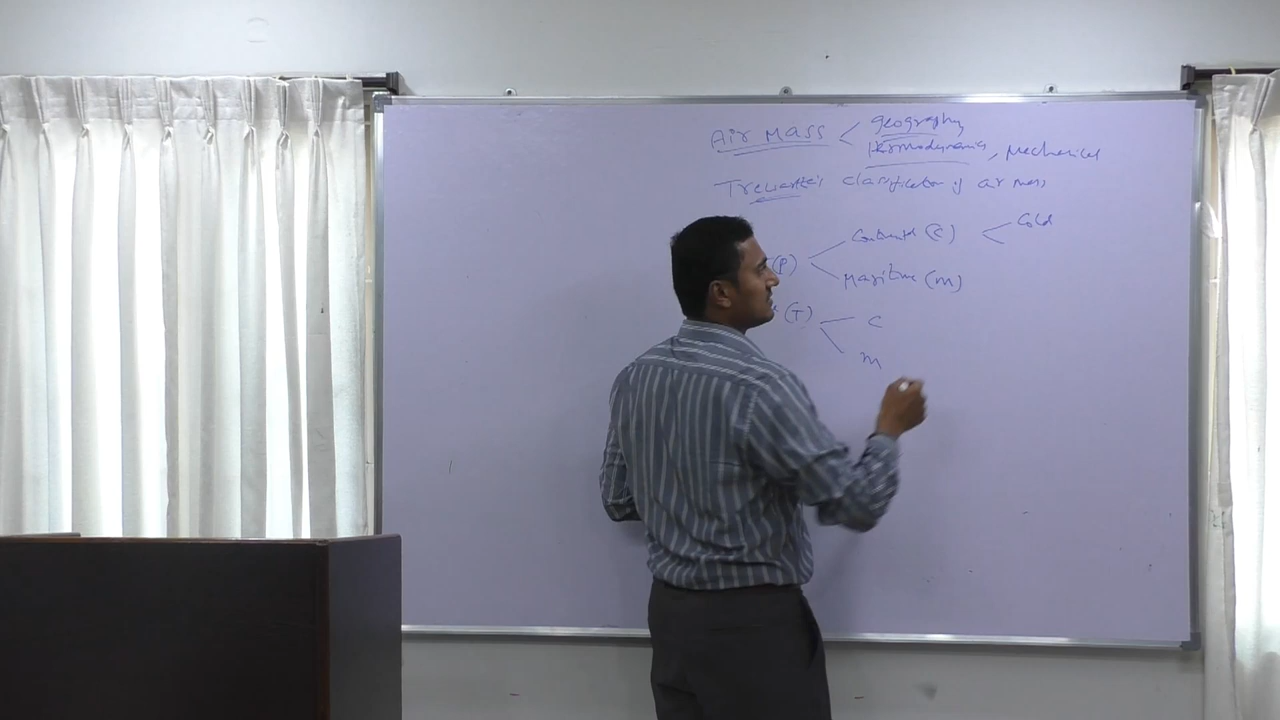 Air MASS < geography
Thermodynamics, Mechanical
Trewartha's classification of air mass
(P) Continental (c) < Cold
Maritime (m)
(T) c
m